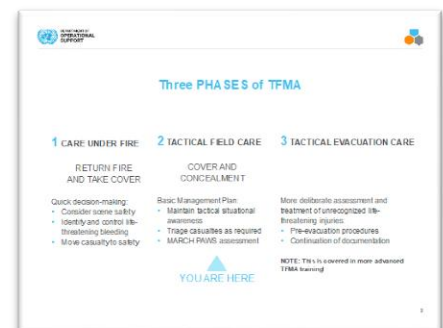 DEPARTMENT OF
OPERATIONAL
SUPPORT
Three PHASES of TFMA
1 CARE UNDER FIRE
RETURN FIRE
AND TAKE COVER
Quick decision-making:
• Consider scene safety
• Identify and control life-
threatening bleeding
• Move casualty to safety
2 TACTICAL FIELD CARE
COVER AND
CONCEALMENT
Basic Management Plan:
• Maintain tactical situational
awareness
• Triage casualties as required
• MARCH PAWS assessment
YOU ARE HERE
3 TACTICAL EVACUATION CARE
More deliberate assessment and
treatment of unrecognized life-
threatening injuries:
• Pre-evacuation procedures
• Continuation of documentation
NOTE: This is covered in more advanced
TFMA training!